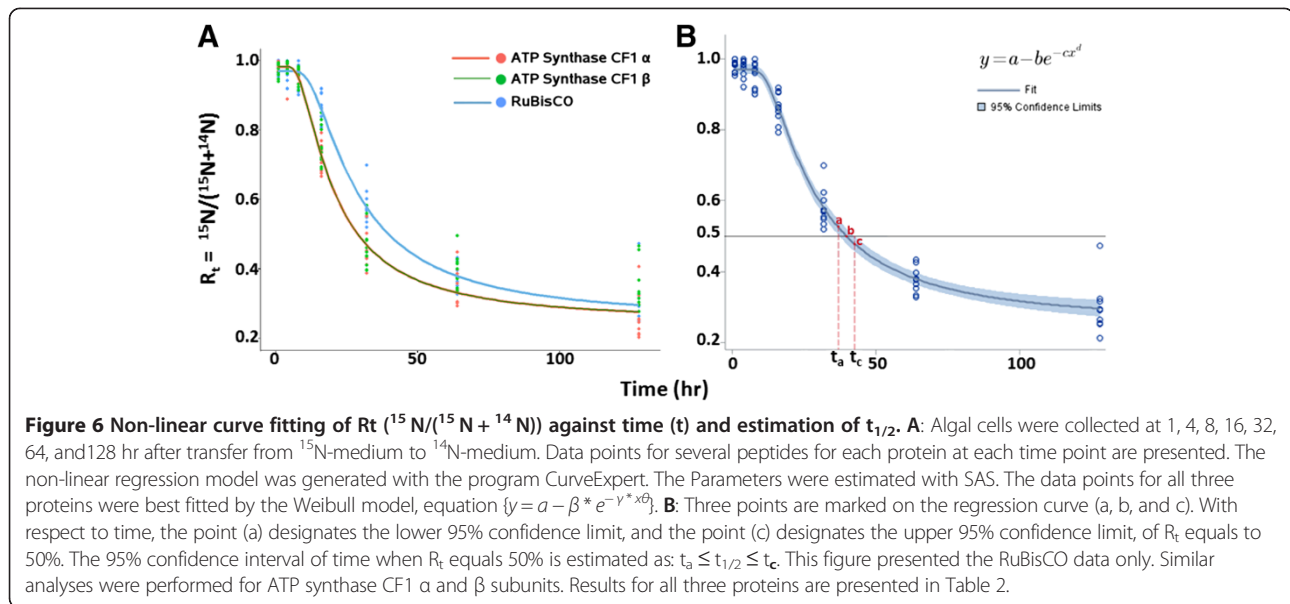 A
1.0
0.8
0.6
0.4
0.2
0
50
100
R_t = ¹⁵N/(¹⁵N+¹⁴N)
ATP Synthase CF1 α
ATP Synthase CF1 β
RuBisCO
B
1.0
0.8
0.6
0.5
0.4
0.2
0
50
100
y = a − be^{−cx^d}
Fit
95% Confidence Limits
a
b
c
t_a t_c
Time (hr)
Figure 6 Non-linear curve fitting of Rt (¹⁵ N/(¹⁵ N + ¹⁴ N)) against time (t) and estimation of t₁/₂. A: Algal cells were collected at 1, 4, 8, 16, 32,
64, and128 hr after transfer from ¹⁵N-medium to ¹⁴N-medium. Data points for several peptides for each protein at each time point are presented. The
non-linear regression model was generated with the program CurveExpert. The Parameters were estimated with SAS. The data points for all three
proteins were best fitted by the Weibull model, equation {y = a − β * e^{−γ * xθ}}. B: Three points are marked on the regression curve (a, b, and c). With
respect to time, the point (a) designates the lower 95% confidence limit, and the point (c) designates the upper 95% confidence limit, of R_t equals to
50%. The 95% confidence interval of time when R_t equals 50% is estimated as: t_a ≤ t₁/₂ ≤ t_c. This figure presented the RuBisCO data only. Similar
analyses were performed for ATP synthase CF1 α and β subunits. Results for all three proteins are presented in Table 2.